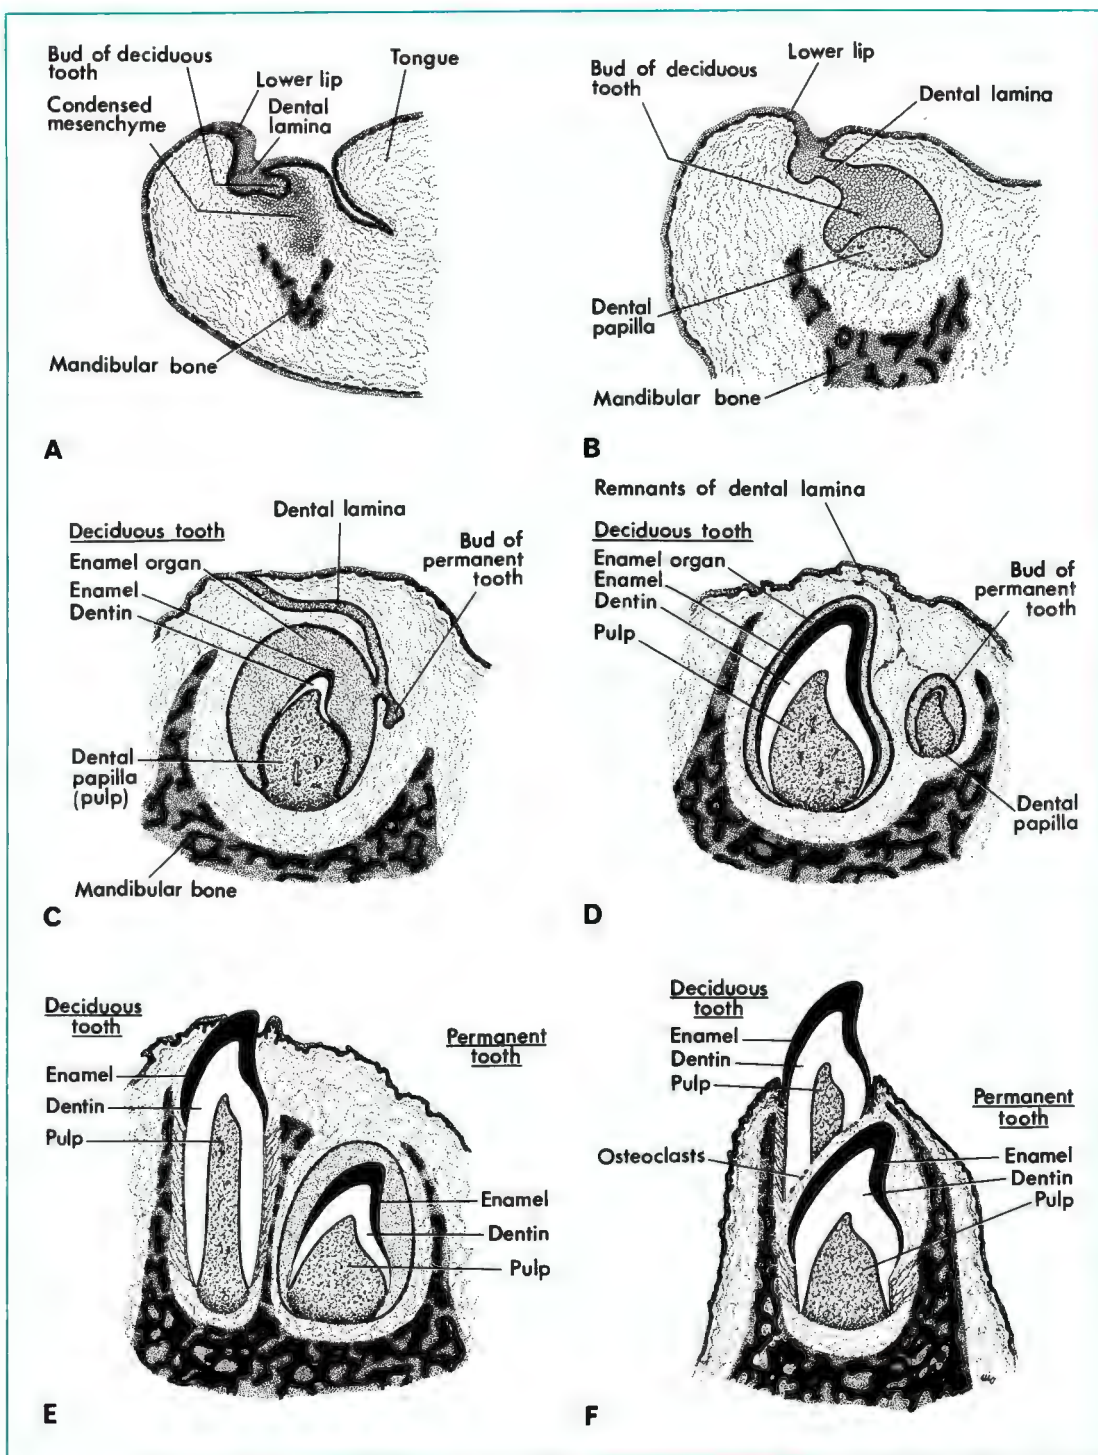 Bud of deciduous
tooth
Condensed
mesenchyme
Lower lip
Dental
lamina
Tongue
Mandibular bone
A
Lower lip
Bud of deciduous
tooth
Dental lamina
Dental
papilla
Mandibular bone
B
Dental lamina
Deciduous tooth
Enamel organ
Enamel
Dentin
Bud of
permanent
tooth
Dental
papilla
(pulp)
Mandibular bone
C
Remnants of dental lamina
Deciduous tooth
Enamel organ
Enamel
Dentin
Pulp
Bud of
permanent
tooth
Dental
papilla
D
Deciduous
tooth
Enamel
Dentin
Pulp
Permanent
tooth
Enamel
Dentin
Pulp
E
Deciduous
tooth
Enamel
Dentin
Pulp
Osteoclasts
Permanent
tooth
Enamel
Dentin
Pulp
F